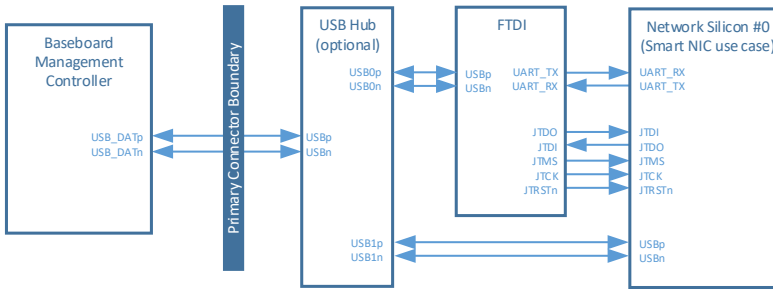 Baseboard
Management
Controller
USB_DATp
USB_DATn
Primary Connector Boundary
USB Hub
(optional)
USB0p
USB0n
USBp
USBn
USB1p
USB1n
FTDI
USBp
USBn
UART_TX
UART_RX
JTDO
JTDI
JTMS
JTCK
JTRSTn
Network Silicon #0
(Smart NIC use case)
UART_RX
UART_TX
JTDI
JTDO
JTMS
JTCK
JTRSTn
USBp
USBn